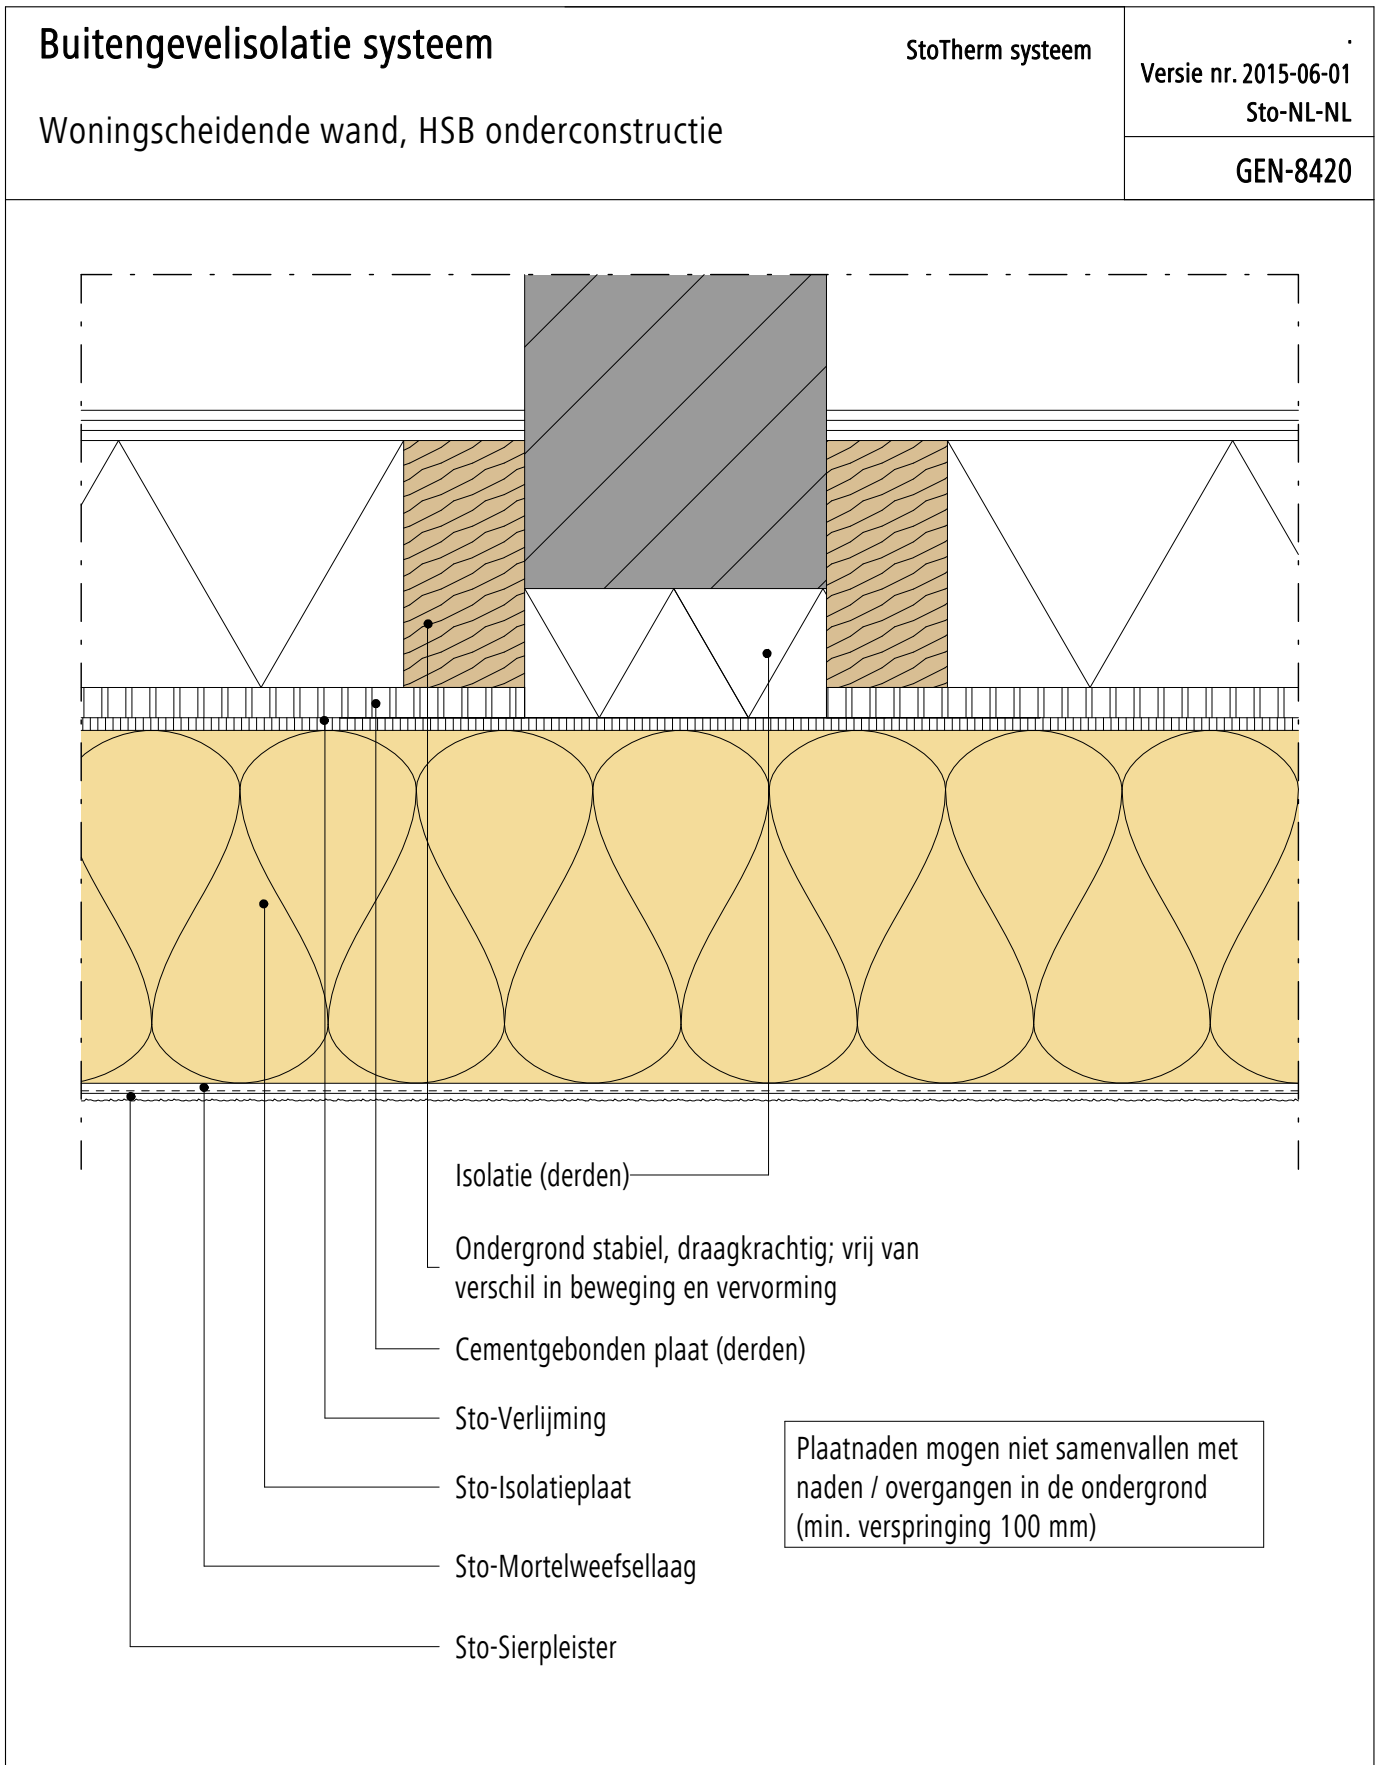 Buitengevelisolatie systeem
StoTherm systeem
.
Versie nr. 2015-06-01
Sto-NL-NL
Woningscheidende wand, HSB onderconstructie
GEN-8420
Isolatie (derden)
Ondergrond stabiel, draagkrachtig; vrij van
verschil in beweging en vervorming
Cementgebonden plaat (derden)
Sto-Verlijming
Sto-Isolatieplaat
Sto-Mortelweefsellaag
Sto-Sierpleister
Plaatnaden mogen niet samenvallen met
naden / overgangen in de ondergrond
(min. verspringing 100 mm)